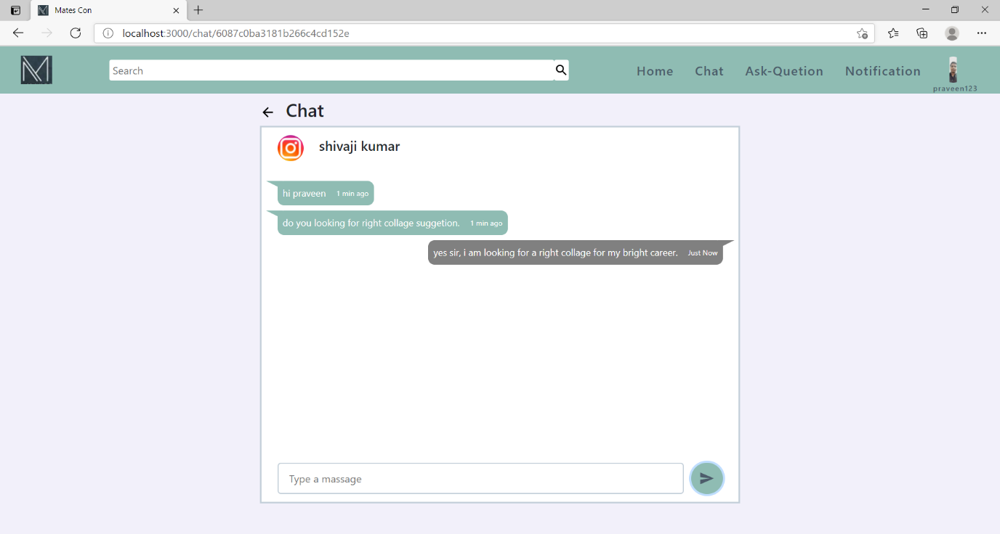 Mates Con
localhost:3000/chat/6087c0ba3181b266c4cd152e
Search
Home Chat Ask-Quetion Notification
praveen123
Chat
shivaji kumar
hi praveen 1 min ago
do you looking for right collage suggetion. 1 min ago
yes sir, i am looking for a right collage for my bright career. Just Now
Type a massage